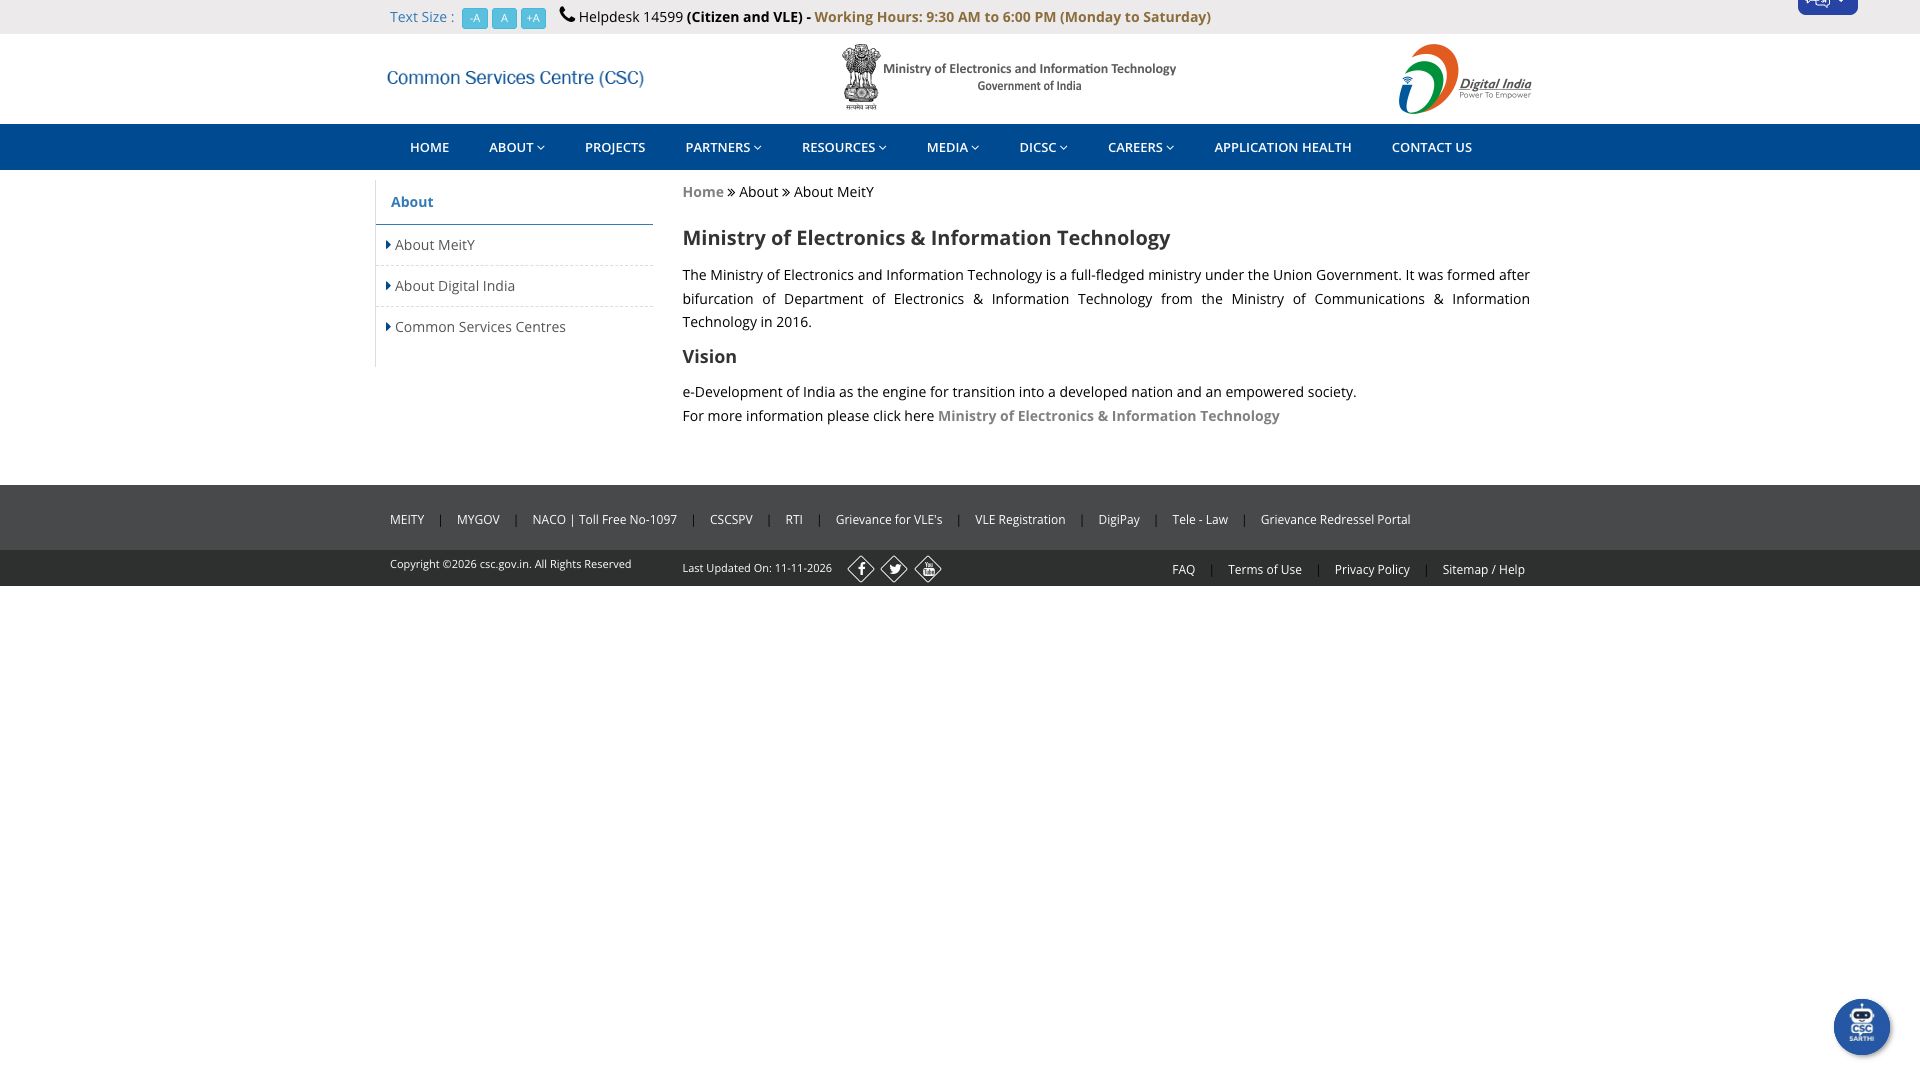 Text Size : -A A +A Helpdesk 14599 (Citizen and VLE) - Working Hours: 9:30 AM to 6:00 PM (Monday to Saturday)
Common Services Centre (CSC)
Ministry of Electronics and Information Technology
Government of India
सत्यमेव जयते
Digital India
Power To Empower
HOME ABOUT PROJECTS PARTNERS RESOURCES MEDIA DICSC CAREERS APPLICATION HEALTH CONTACT US
About
About MeitY
About Digital India
Common Services Centres
Home » About » About MeitY
Ministry of Electronics & Information Technology
The Ministry of Electronics and Information Technology is a full-fledged ministry under the Union Government. It was formed after
bifurcation of Department of Electronics & Information Technology from the Ministry of Communications & Information
Technology in 2016.
Vision
e-Development of India as the engine for transition into a developed nation and an empowered society.
For more information please click here Ministry of Electronics & Information Technology
MEITY | MYGOV | NACO | Toll Free No-1097 | CSCSPV | RTI | Grievance for VLE's | VLE Registration | DigiPay | Tele - Law | Grievance Redressel Portal
Copyright ©2026 csc.gov.in. All Rights Reserved
Last Updated On: 11-11-2026
You
Tube
FAQ | Terms of Use | Privacy Policy | Sitemap / Help
CSC
SARTHI